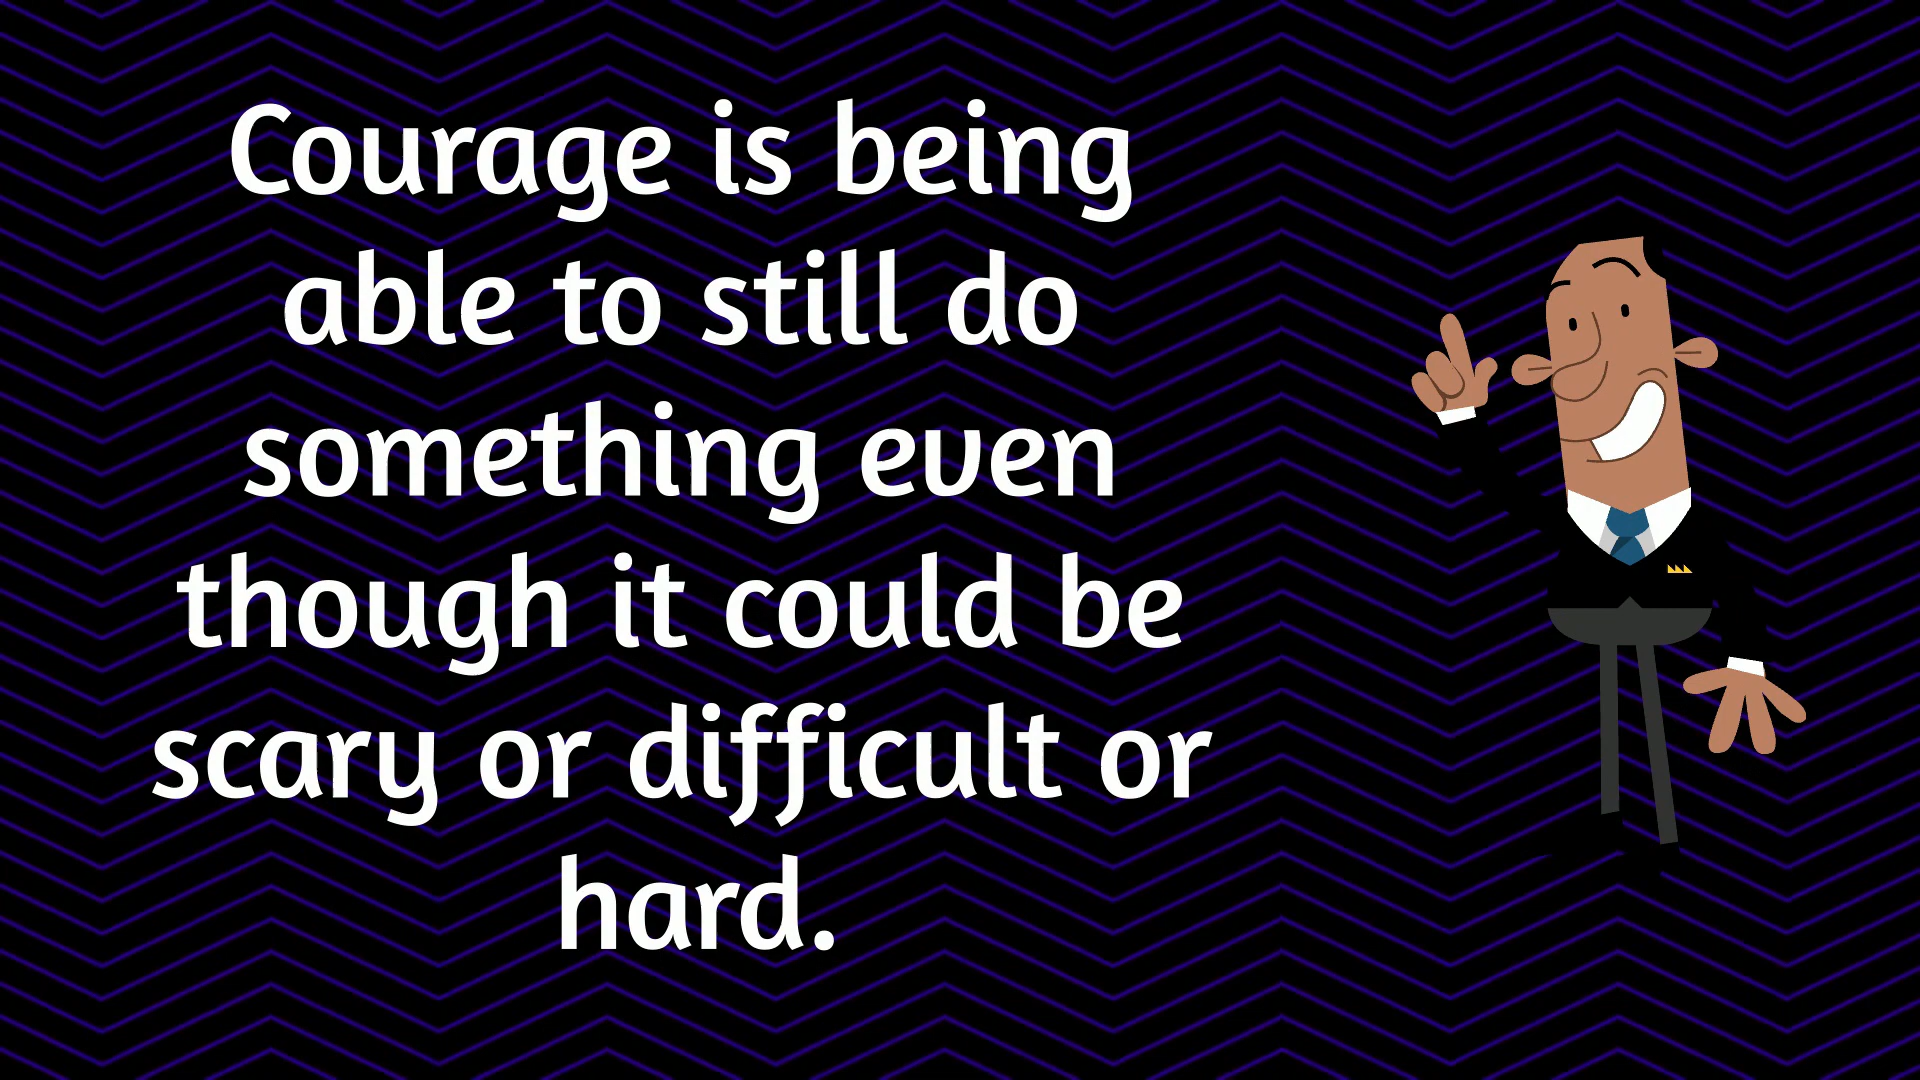 Courage is being
able to still do
something even
though it could be
scary or difficult or
hard.